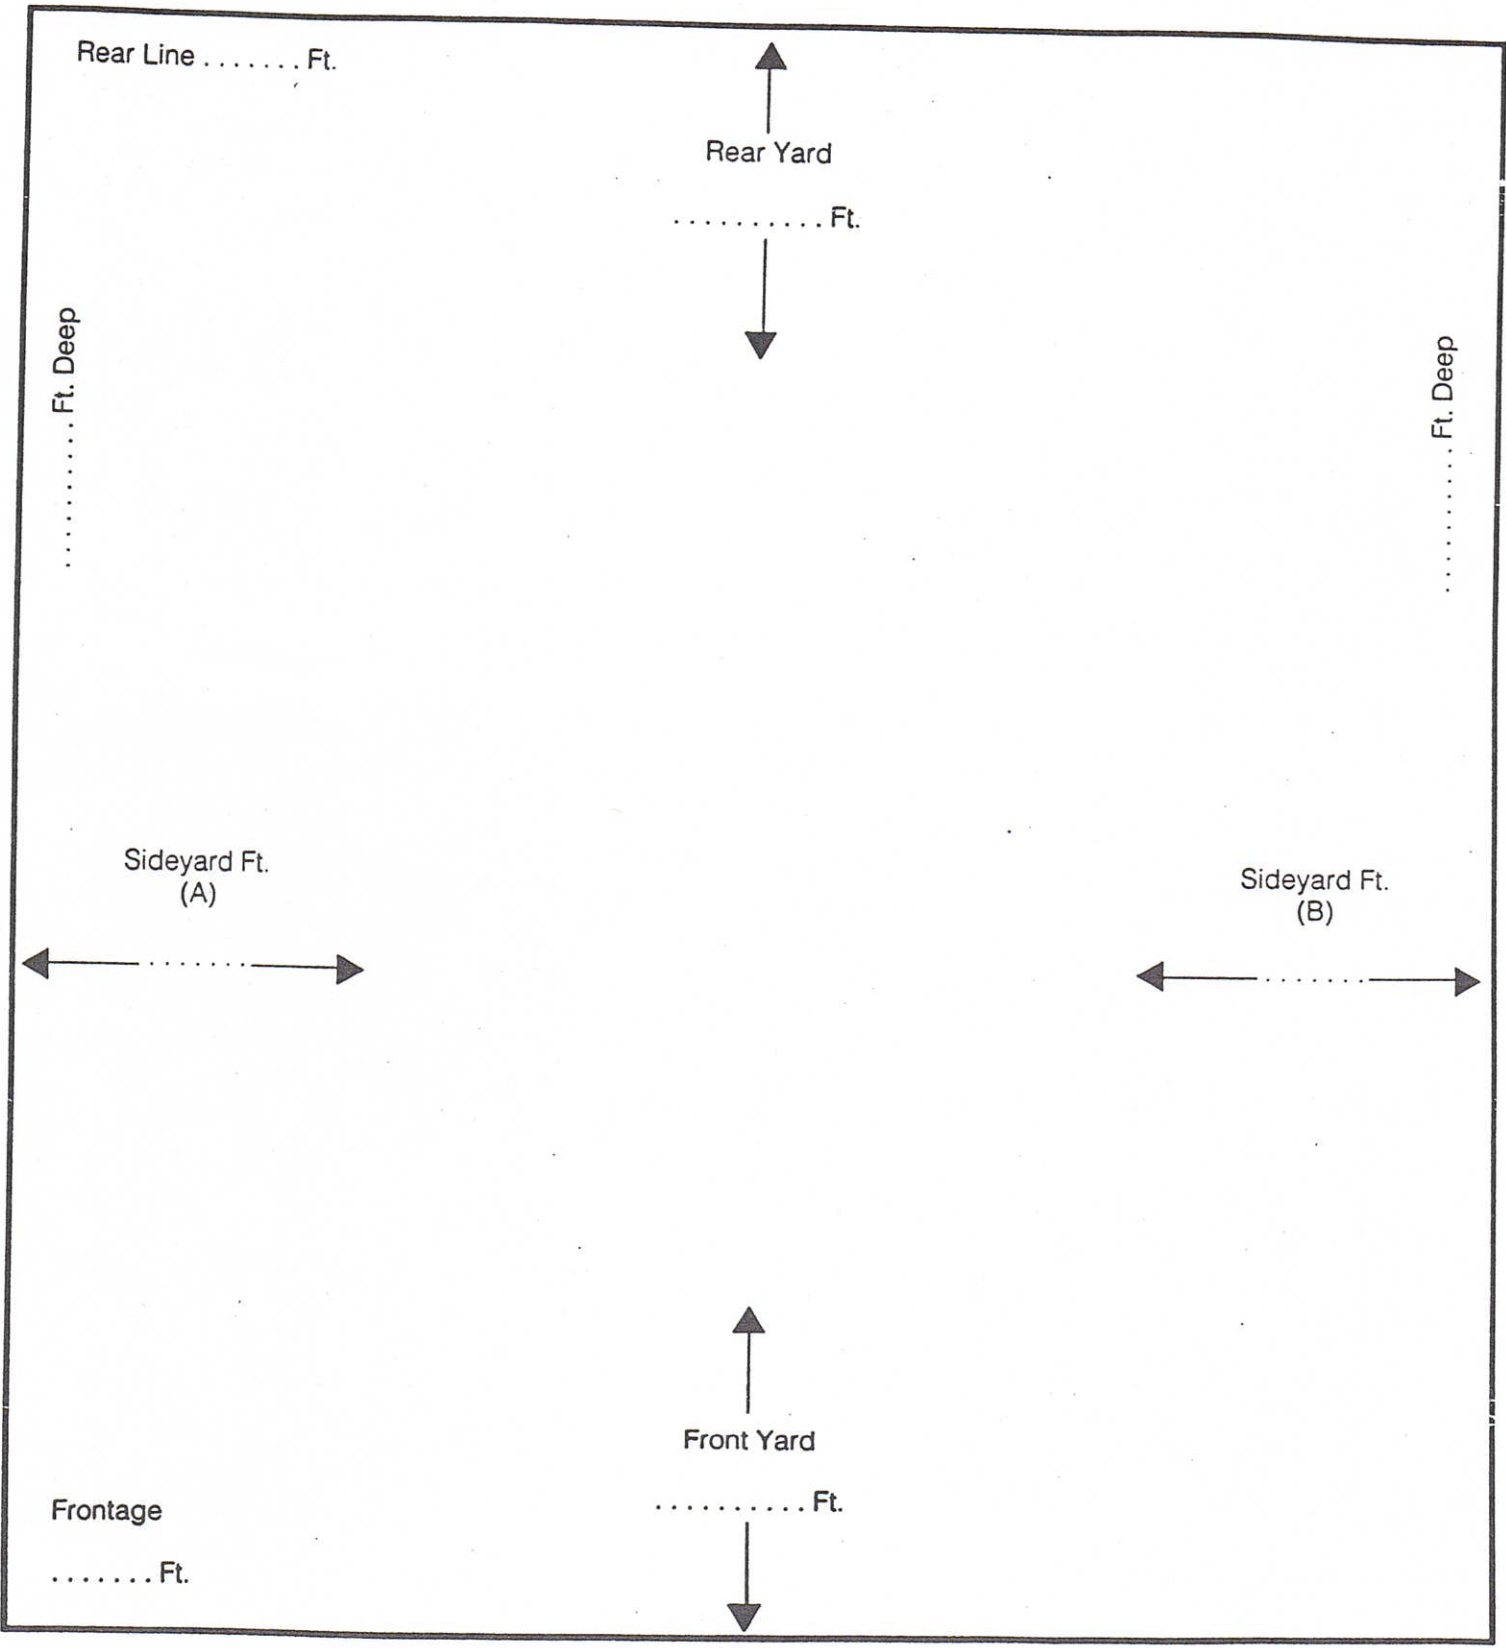 Rear Line ....... Ft.
Rear Yard
.......... Ft.
.......... Ft. Deep
.......... Ft. Deep
Sideyard Ft.
(A)
.......
Sideyard Ft.
(B)
.......
Front Yard
.......... Ft.
Frontage
....... Ft.